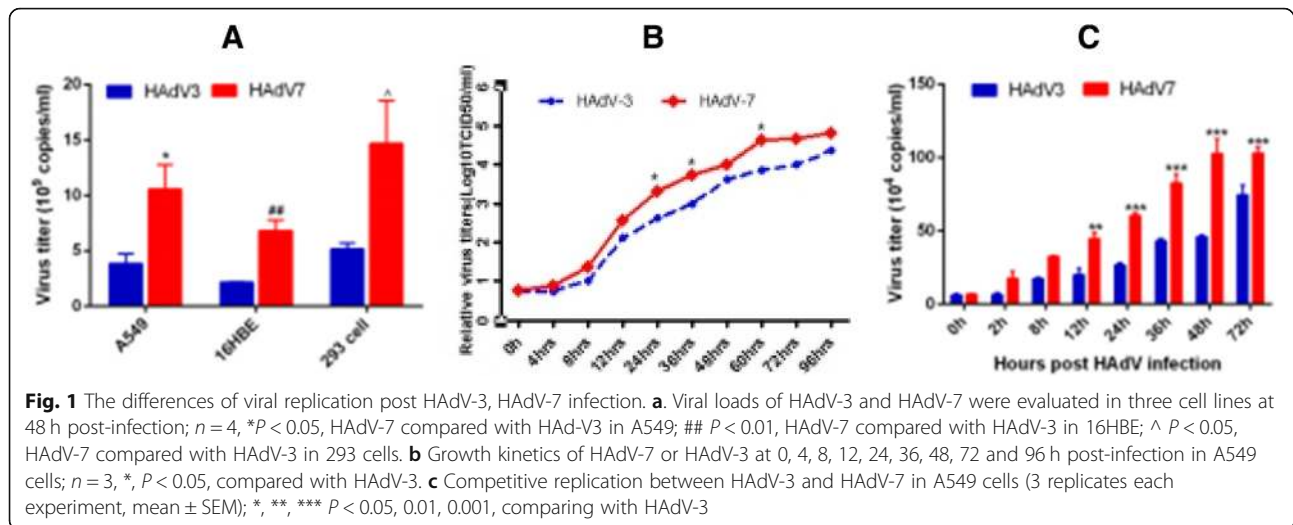 A
B
C
HAdV3 HAdV7
20
15
10
5
0
Virus titer (10⁹ copies/ml)
*
##
^
A549
16HBE
293 cell
HAdV-3 HAdV-7
Relative virus titers(Log10TCID50/ml)
6
5
4
3
2
1
0
* * *
0h
4hrs
12hrs
24hrs
36hrs
60hrs
72hrs
96hrs
HAdV3 HAdV7
150
100
50
0
Virus titer (10⁴ copies/ml)
** *** *** *** ***
0h
2h
8h
12h
24h
36h
48h
72h
Hours post HAdV infection
Fig. 1 The differences of viral replication post HAdV-3, HAdV-7 infection. a. Viral loads of HAdV-3 and HAdV-7 were evaluated in three cell lines at
48 h post-infection; n = 4, *P < 0.05, HAdV-7 compared with HAd-V3 in A549; ## P < 0.01, HAdV-7 compared with HAdV-3 in 16HBE; ^ P < 0.05,
HAdV-7 compared with HAdV-3 in 293 cells. b Growth kinetics of HAdV-7 or HAdV-3 at 0, 4, 8, 12, 24, 36, 48, 72 and 96 h post-infection in A549
cells; n = 3, *, P < 0.05, compared with HAdV-3. c Competitive replication between HAdV-3 and HAdV-7 in A549 cells (3 replicates each
experiment, mean ± SEM); *, **, *** P < 0.05, 0.01, 0.001, comparing with HAdV-3